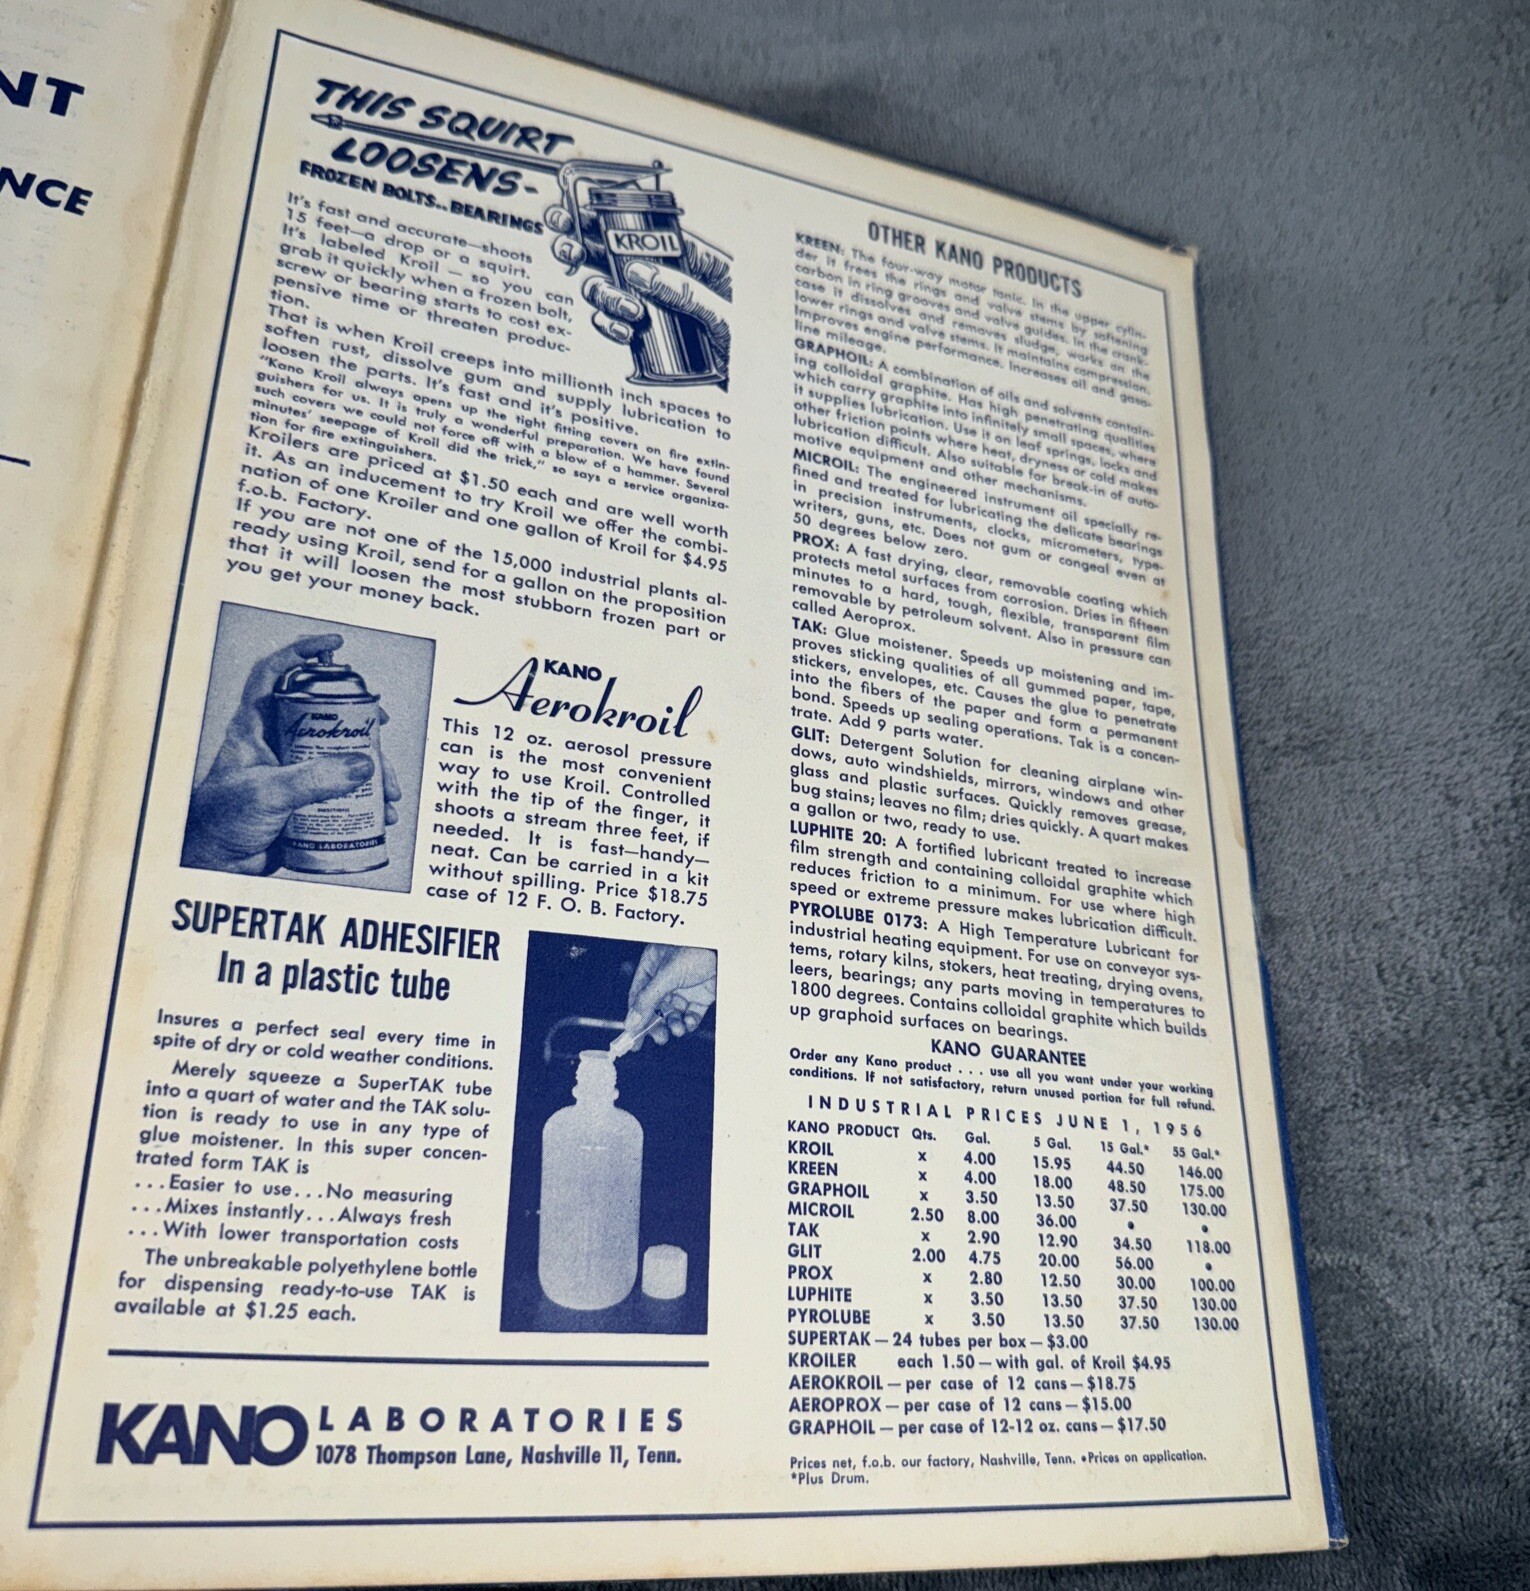 NT
NCE
THIS SQUIRT
LOOSENS-
FROZEN BOLTS..BEARINGS
KROIL
It's fast and accurate—shoots
15 feet—a drop or a squirt.
It's labeled Kroil — so you can
grab it quickly when a frozen bolt,
screw or bearing starts to cost ex-
pensive time or threaten produc-
tion.
That is when Kroil creeps into millionth inch spaces to
soften rust, dissolve gum and supply lubrication to
loosen the parts. It's fast and it's positive.
"Kano Kroil always opens up the tight fitting covers on fire extin-
guishers for us. It is truly a wonderful preparation. We have found
such covers we could not force off with a blow of a hammer. Several
minutes' seepage of Kroil did the trick," so says a service organiza-
tion for fire extinguishers.
Kroilers are priced at $1.50 each and are well worth
it. As an inducement to try Kroil we offer the combi-
nation of one Kroiler and one gallon of Kroil for $4.95
f.o.b. Factory.
If you are not one of the 15,000 industrial plants al-
ready using Kroil, send for a gallon on the proposition
that it will loosen the most stubborn frozen part or
you get your money back.
KANO
Aerokroil
KANO LABORATORIES
KANO
Aerokroil
This 12 oz. aerosol pressure
can is the most convenient
way to use Kroil. Controlled
with the tip of the finger, it
shoots a stream three feet, if
needed. It is fast—handy—
neat. Can be carried in a kit
without spilling. Price $18.75
case of 12 F. O. B. Factory.
SUPERTAK ADHESIFIER
In a plastic tube
Insures a perfect seal every time in
spite of dry or cold weather conditions.
Merely squeeze a SuperTAK tube
into a quart of water and the TAK solu-
tion is ready to use in any type of
glue moistener. In this super concen-
trated form TAK is
...Easier to use...No measuring
...Mixes instantly...Always fresh
...With lower transportation costs
The unbreakable polyethylene bottle
for dispensing ready-to-use TAK is
available at $1.25 each.
KANO LABORATORIES
1078 Thompson Lane, Nashville 11, Tenn.
OTHER KANO PRODUCTS
KREEN: The four-way motor tonic. In the upper cylin-
der it frees the rings and valve stems by softening
carbon in ring grooves and valve guides. In the crank-
case it dissolves and removes sludge, works on the
lower rings and valve stems. It maintains compression.
Improves engine performance. Increases oil and gaso-
line mileage.
GRAPHOIL: A combination of oils and solvents contain-
ing colloidal graphite. Has high penetrating qualities
which carry graphite into infinitely small spaces, where
it supplies lubrication. Use it on leaf springs, locks and
other friction points where heat, dryness or cold makes
lubrication difficult. Also suitable for break-in of auto-
motive equipment and other mechanisms.
MICROIL: The engineered instrument oil specially re-
fined and treated for lubricating the delicate bearings
in precision instruments, clocks, micrometers, type-
writers, guns, etc. Does not gum or congeal even at
50 degrees below zero.
PROX: A fast drying, clear, removable coating which
protects metal surfaces from corrosion. Dries in fifteen
minutes to a hard, tough, flexible, transparent film
removable by petroleum solvent. Also in pressure can
called Aeroprox.
TAK: Glue moistener. Speeds up moistening and im-
proves sticking qualities of all gummed paper, tape,
stickers, envelopes, etc. Causes the glue to penetrate
into the fibers of the paper and form a permanent
bond. Speeds up sealing operations. Tak is a concen-
trate. Add 9 parts water.
GLIT: Detergent Solution for cleaning airplane win-
dows, auto windshields, mirrors, windows and other
glass and plastic surfaces. Quickly removes grease,
bug stains; leaves no film; dries quickly. A quart makes
a gallon or two, ready to use.
LUPHITE 20: A fortified lubricant treated to increase
film strength and containing colloidal graphite which
reduces friction to a minimum. For use where high
speed or extreme pressure makes lubrication difficult.
PYROLUBE 0173: A High Temperature Lubricant for
industrial heating equipment. For use on conveyor sys-
tems, rotary kilns, stokers, heat treating, drying ovens,
leers, bearings; any parts moving in temperatures to
1800 degrees. Contains colloidal graphite which builds
up graphoid surfaces on bearings.
KANO GUARANTEE
Order any Kano product . . . use all you want under your working
conditions. If not satisfactory, return unused portion for full refund.
INDUSTRIAL PRICES JUNE 1, 1956
KANO PRODUCT Qts. Gal. 5 Gal. 15 Gal.* 55 Gal.*
KROIL x 4.00 15.95 44.50 146.00
KREEN x 4.00 18.00 48.50 175.00
GRAPHOIL x 3.50 13.50 37.50 130.00
MICROIL 2.50 8.00 36.00 • •
TAK x 2.90 12.90 34.50 118.00
GLIT 2.00 4.75 20.00 56.00 •
PROX x 2.80 12.50 30.00 100.00
LUPHITE x 3.50 13.50 37.50 130.00
PYROLUBE x 3.50 13.50 37.50 130.00
SUPERTAK — 24 tubes per box — $3.00
KROILER each 1.50 — with gal. of Kroil $4.95
AEROKROIL — per case of 12 cans — $18.75
AEROPROX — per case of 12 cans — $15.00
GRAPHOIL — per case of 12-12 oz. cans — $17.50
Prices net, f.o.b. our factory, Nashville, Tenn. •Prices on application.
*Plus Drum.